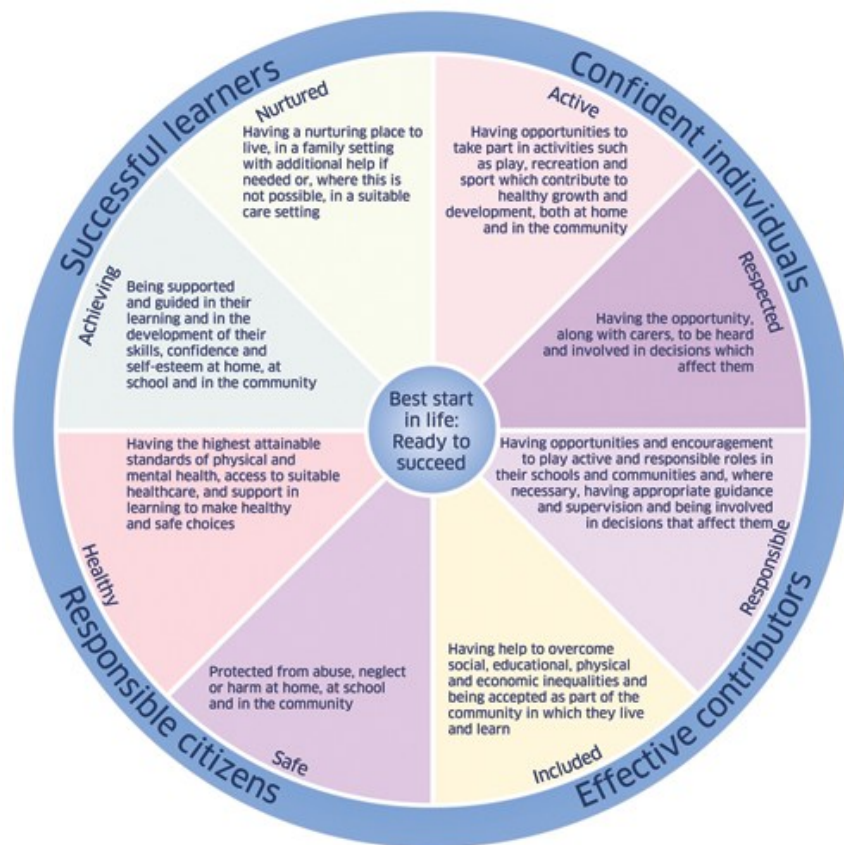 Successful learners
Confident individuals
Nurtured
Having a nurturing place to
live, in a family setting
with additional help if
needed or, where this is
not possible, in a suitable
care setting
Active
Having opportunities to
take part in activities such
as play, recreation and
sport which contribute to
healthy growth and
development, both at home
and in the community
Achieving
Being supported
and guided in their
learning and in the
development of their
skills, confidence and
self-esteem at home, at
school and in the community
Respected
Having the opportunity,
along with carers, to be heard
and involved in decisions which
affect them
Best start
in life:
Ready to
succeed
Healthy
Having the highest attainable
standards of physical and
mental health, access to suitable
healthcare, and support in
learning to make healthy
and safe choices
Responsible
Having opportunities and encouragement
to play active and responsible roles in
their schools and communities and, where
necessary, having appropriate guidance
and supervision and being involved
in decisions that affect them
Safe
Protected from abuse, neglect
or harm at home, at school
and in the community
Included
Having help to overcome
social, educational, physical
and economic inequalities and
being accepted as part of the
community in which they live
and learn
Responsible citizens
Effective contributors